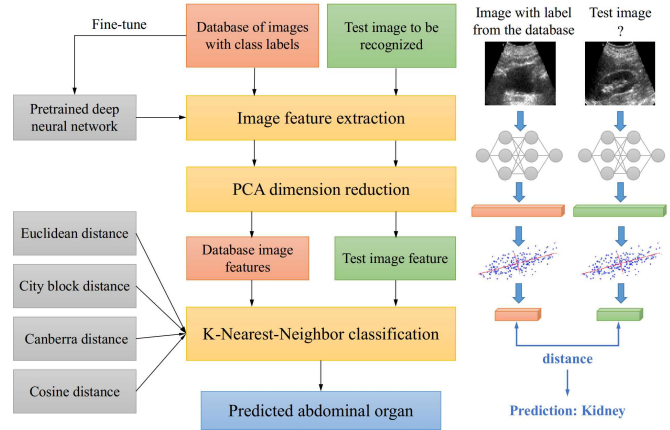 Fine-tune
Database of images
with class labels
Test image to be
recognized
Image with label
from the database
Test image
?
Pretrained deep
neural network
Image feature extraction
PCA dimension reduction
Euclidean distance
City block distance
Canberra distance
Cosine distance
Database image
features
Test image feature
K-Nearest-Neighbor classification
Predicted abdominal organ
distance
Prediction: Kidney